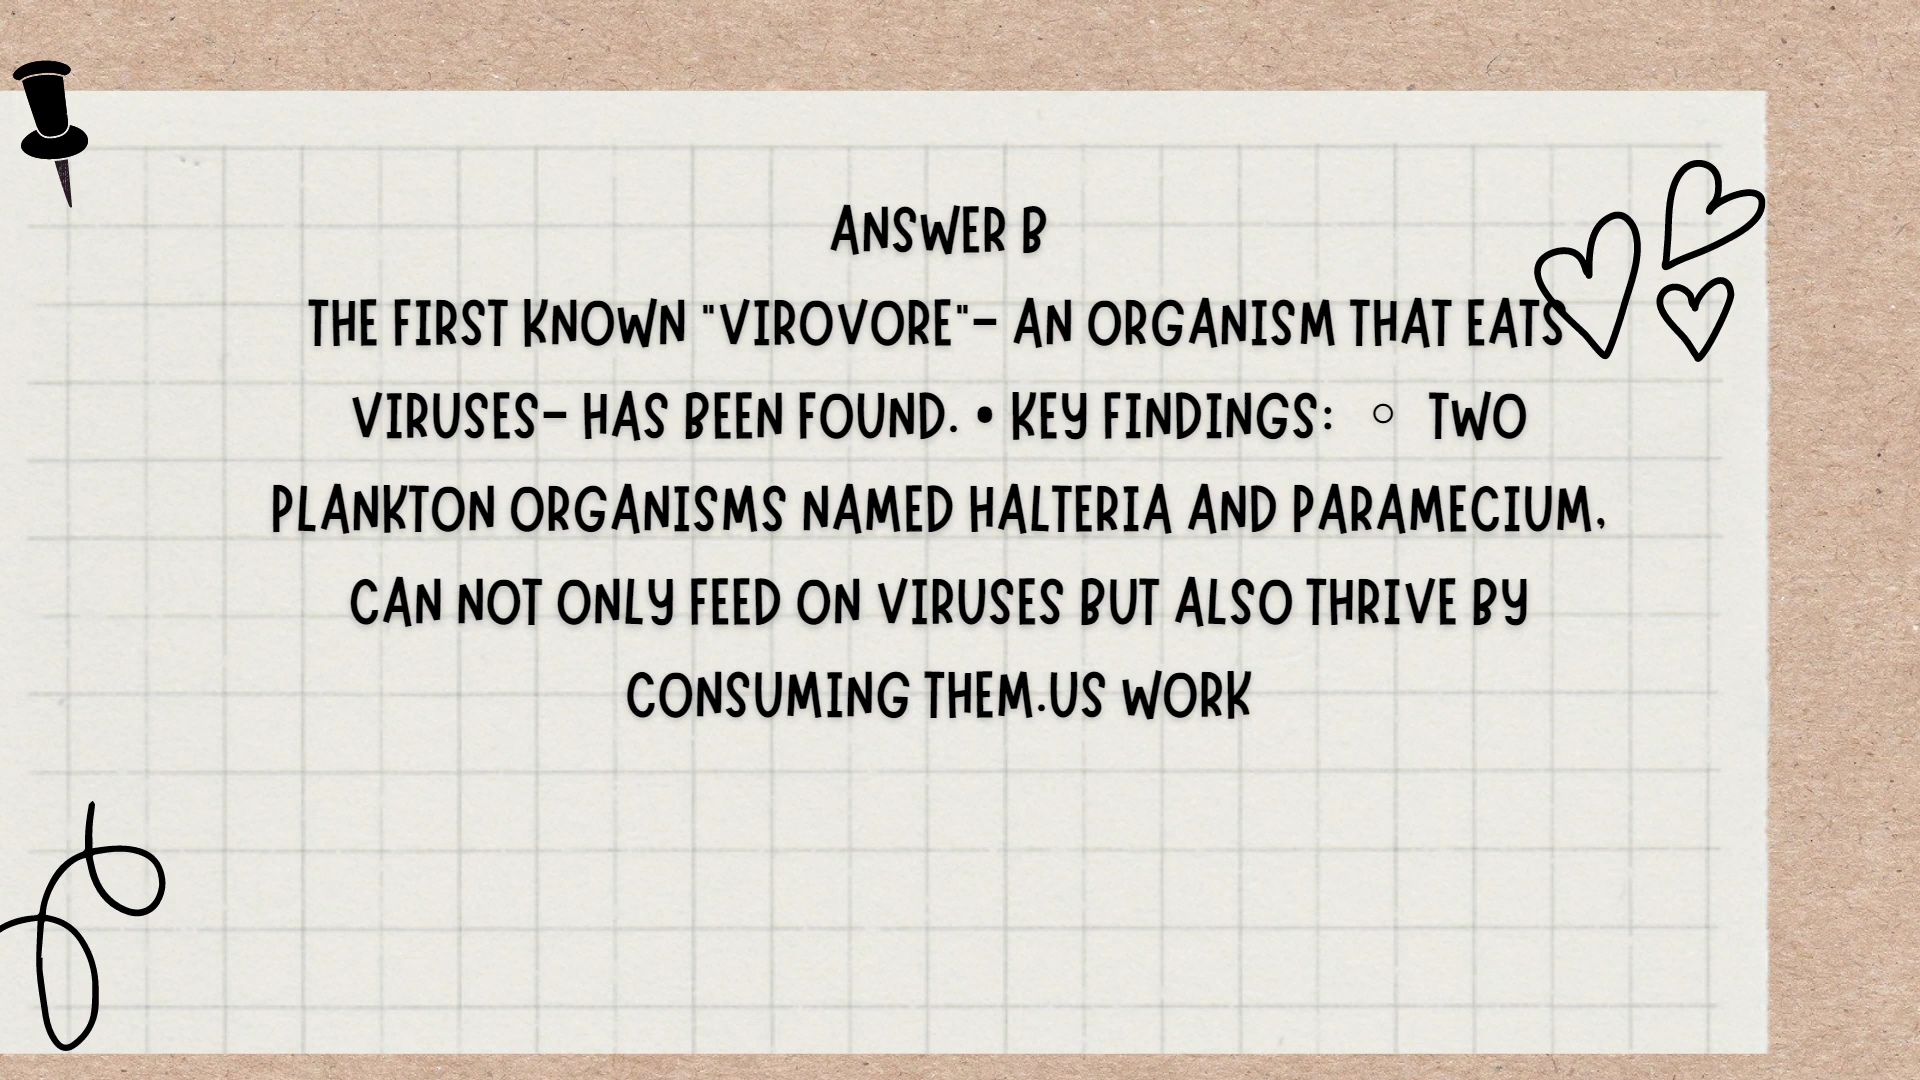 ANSWER B
THE FIRST KNOWN "VIROVORE"- AN ORGANISM THAT EATS
VIRUSES- HAS BEEN FOUND. • KEY FINDINGS: ○ TWO
PLANKTON ORGANISMS NAMED HALTERIA AND PARAMECIUM,
CAN NOT ONLY FEED ON VIRUSES BUT ALSO THRIVE BY
CONSUMING THEM.US WORK